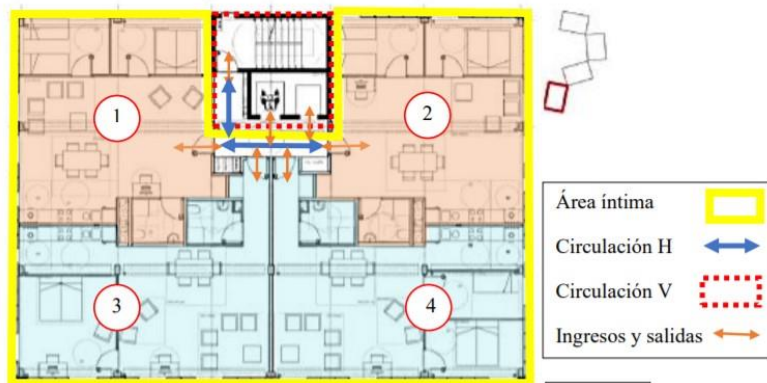 1
2
3
4
Área íntima
Circulación H
Circulación V
Ingresos y salidas